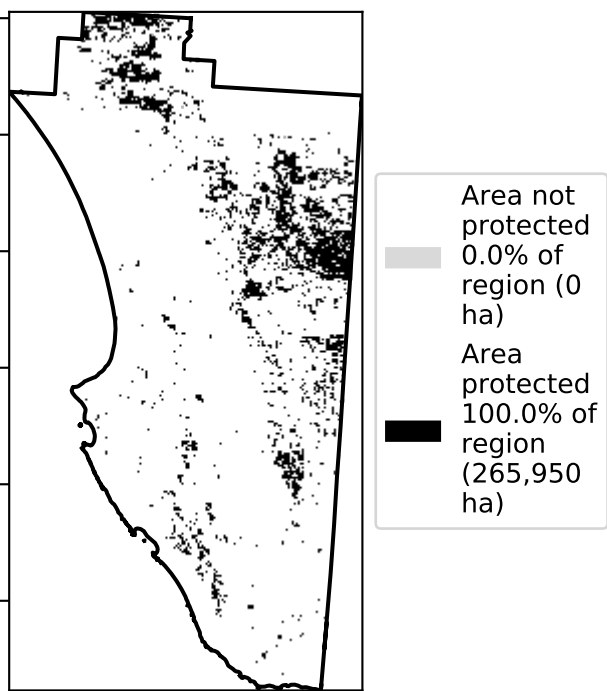 Area not
protected
0.0% of
region (0
ha)
Area
protected
100.0% of
region
(265,950
ha)